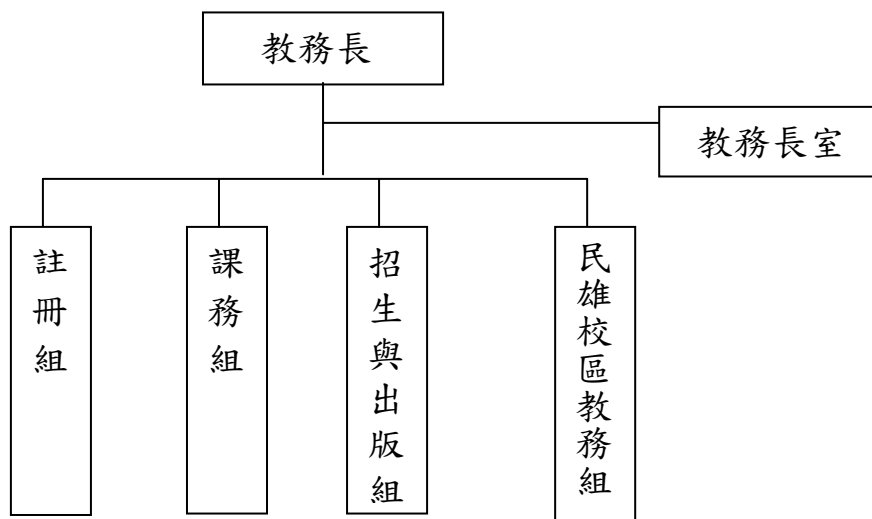 教務長
教務長室
註冊組
課務組
招生與出版組
民雄校區教務組